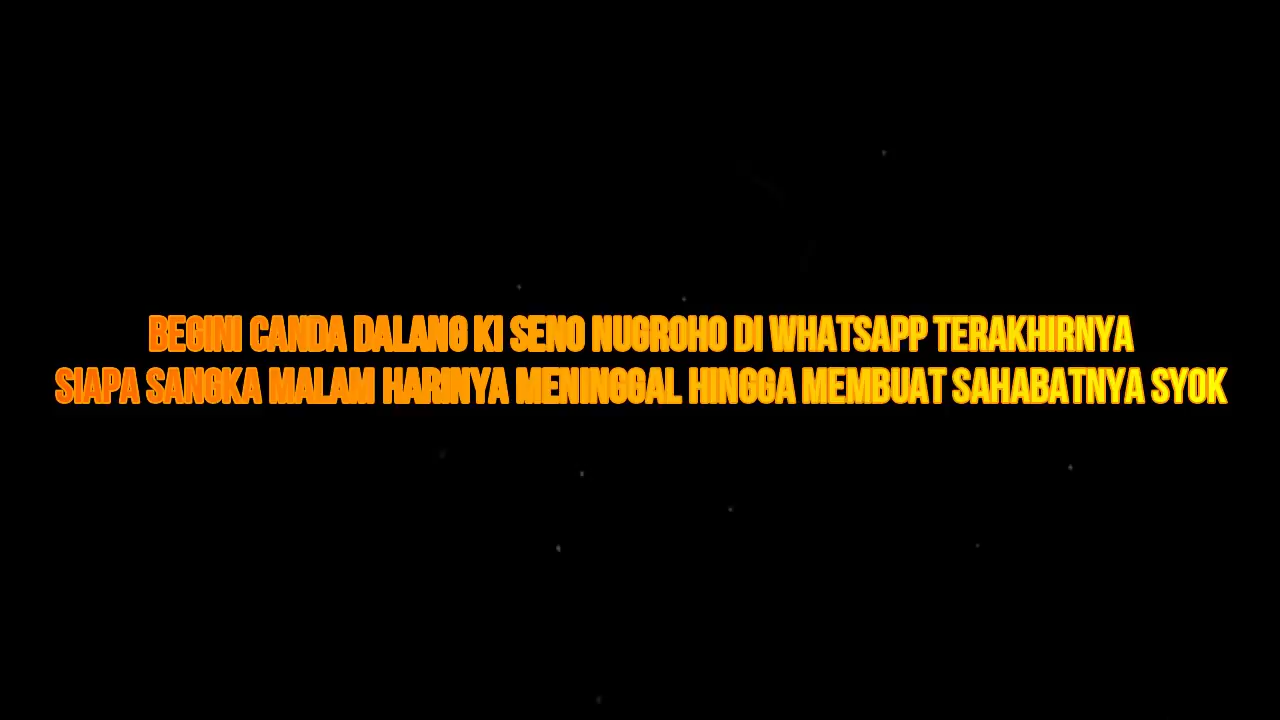 BEGINI CANDA DALANG KI SENO NUGROHO DI WHATSAPP TERAKHIRNYA
SIAPA SANGKA MALAM HARINYA MENINGGAL HINGGA MEMBUAT SAHABATNYA SYOK